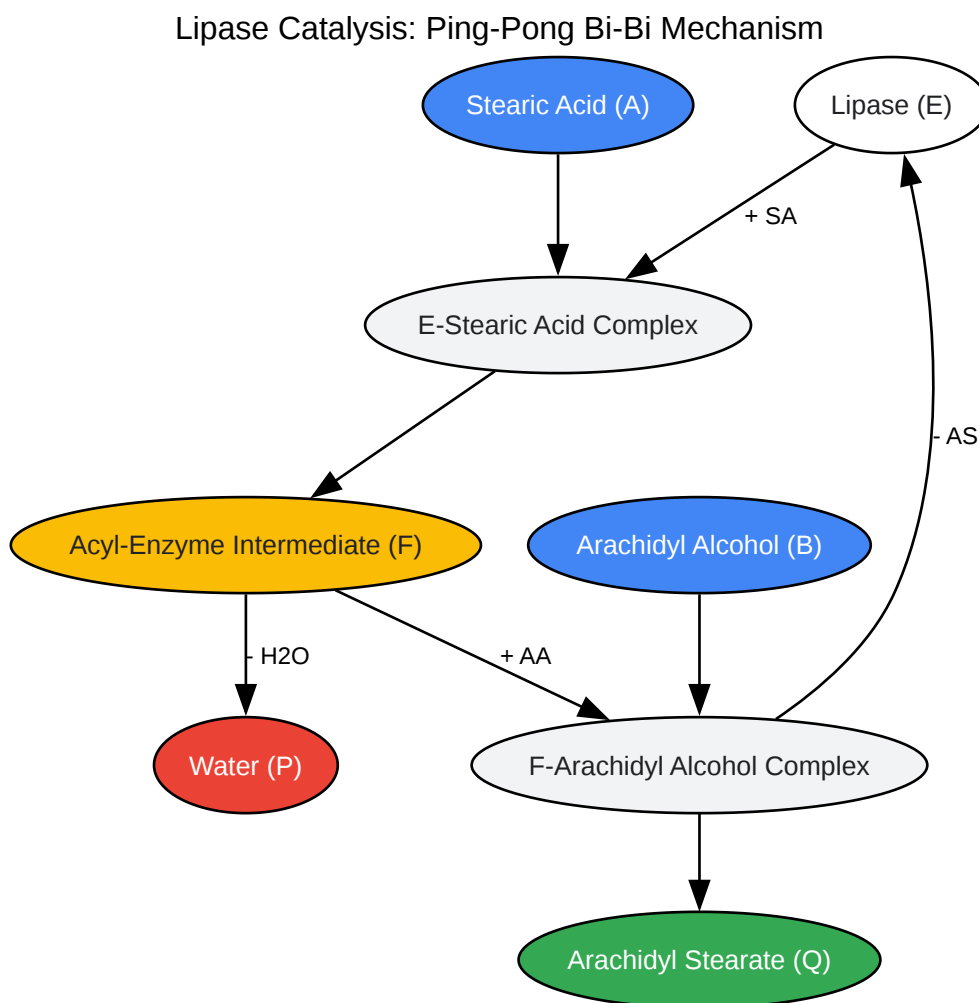 Lipase Catalysis: Ping-Pong Bi-Bi Mechanism
Stearic Acid (A)
Lipase (E)
+ SA
E-Stearic Acid Complex
- AS
Acyl-Enzyme Intermediate (F)
Arachidyl Alcohol (B)
- H2O
+ AA
Water (P)
F-Arachidyl Alcohol Complex
Arachidyl Stearate (Q)